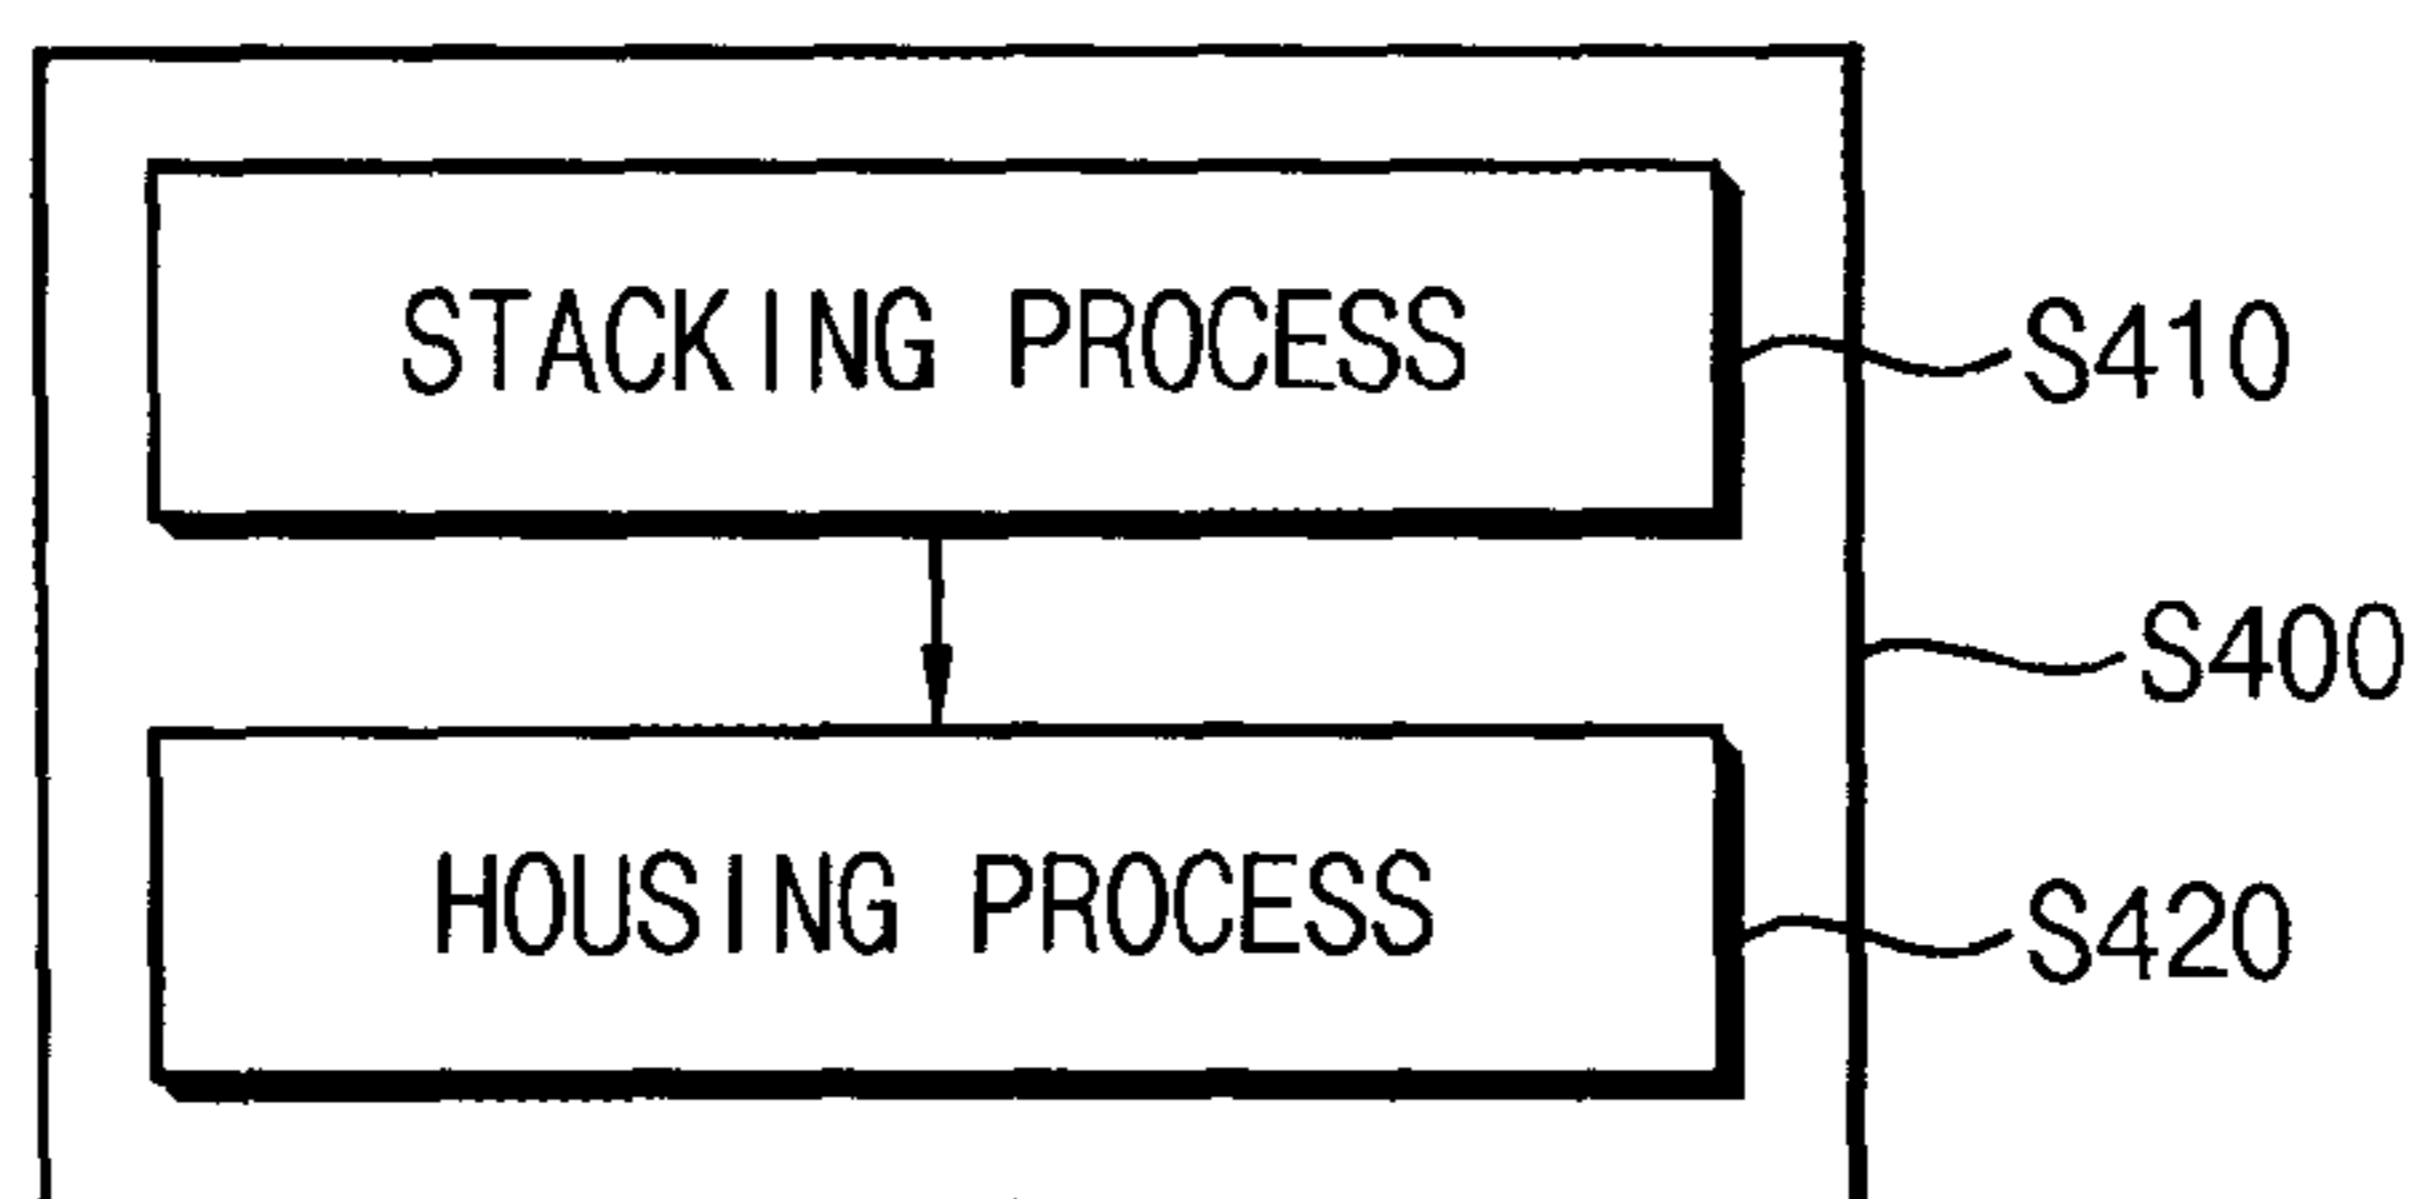 STACKING PROCESS
S410
S400
HOUSING PROCESS
S420